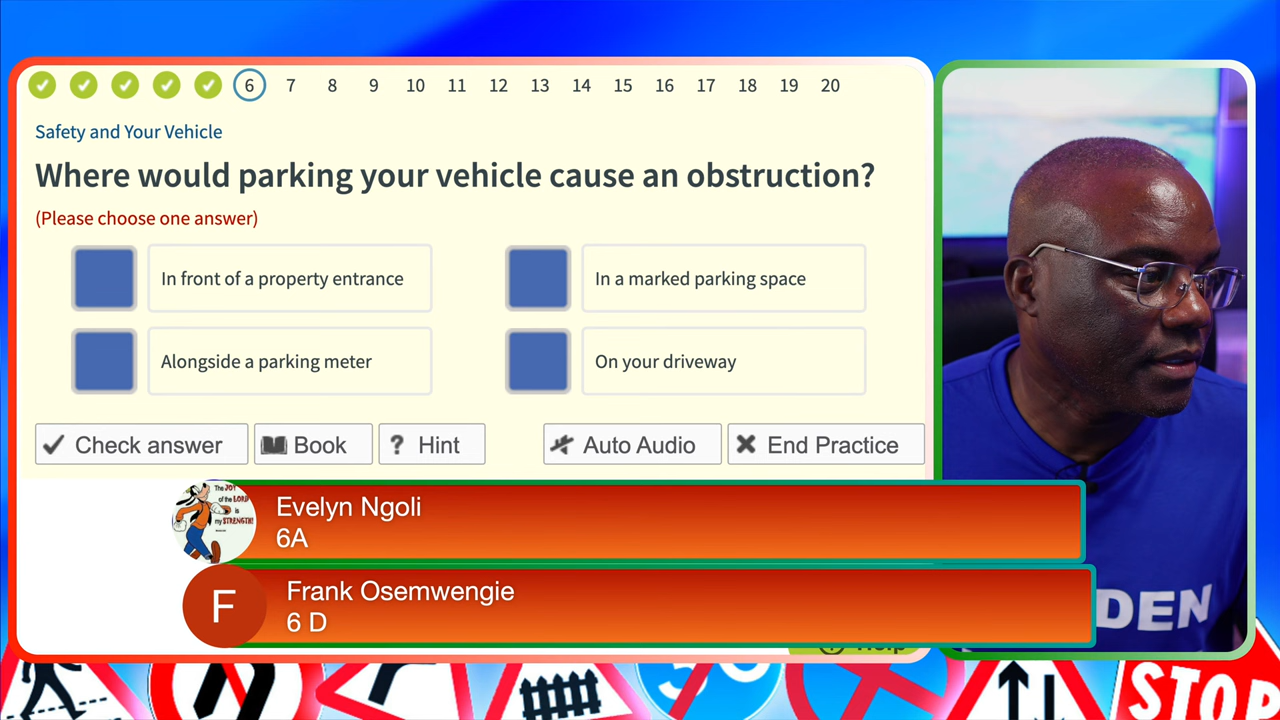 6 7 8 9 10 11 12 13 14 15 16 17 18 19 20
Safety and Your Vehicle
Where would parking your vehicle cause an obstruction?
(Please choose one answer)
In front of a property entrance
In a marked parking space
Alongside a parking meter
On your driveway
Check answer
Book
? Hint
Auto Audio
End Practice
The JOY
of the LORD
is
my STRENGTH!
Evelyn Ngoli
6A
F
Frank Osemwengie
6 D
DEN
STOP